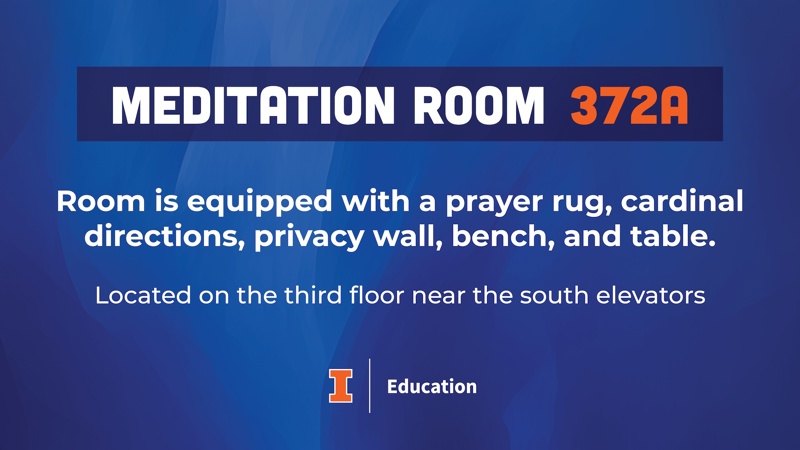 MEDITATION ROOM 372A
Room is equipped with a prayer rug, cardinal
directions, privacy wall, bench, and table.
Located on the third floor near the south elevators
I Education